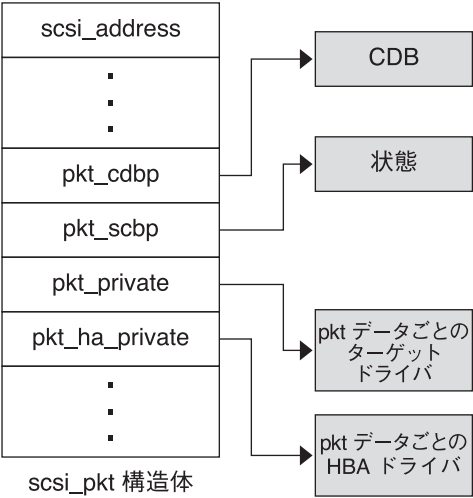 scsi_address
pkt_cdbp
pkt_scbp
pkt_private
pkt_ha_private
scsi_pkt 構造体
CDB
状態
pkt データごとの
ターゲット
ドライバ
pkt データごとの
HBA ドライバ